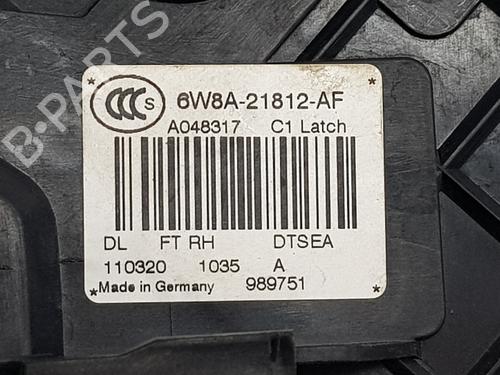 B-PARTS
CCC S 6W8A-21812-AF
A048317 C1 Latch
DL FT RH DTSEA
110320 1035 A
*Made in Germany 989751 *